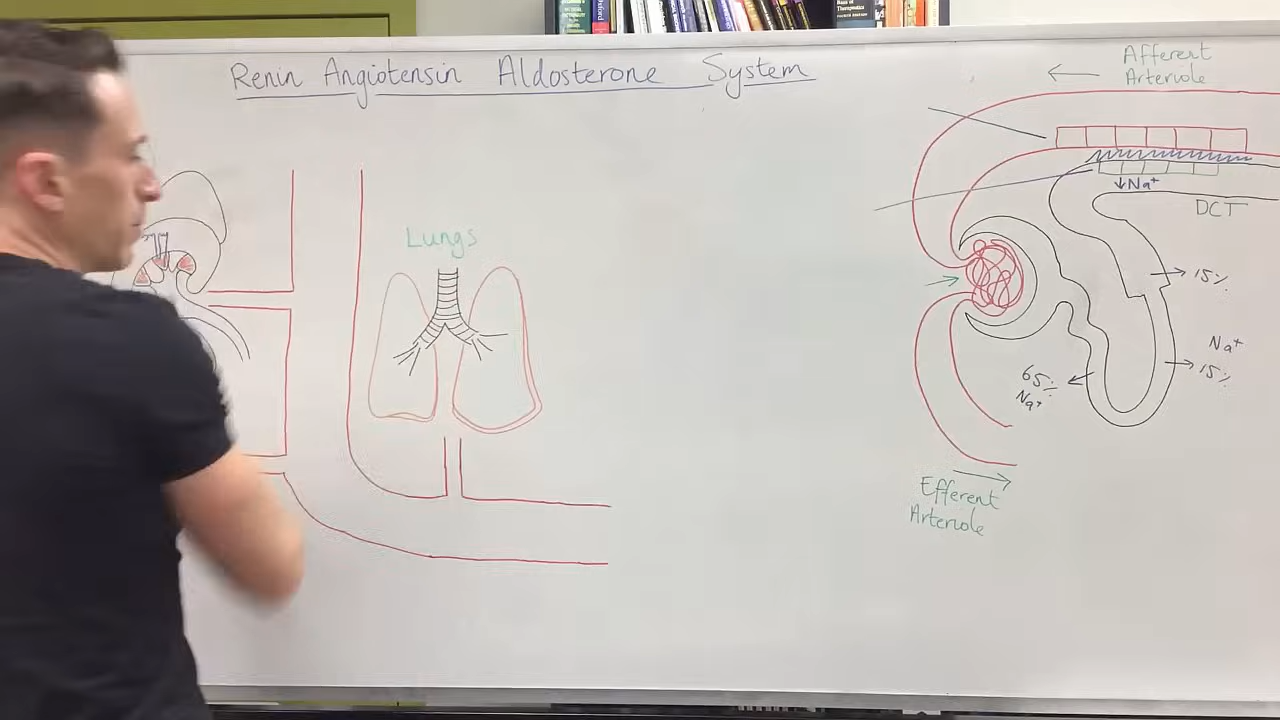 Renin Angiotensin Aldosterone System
Afferent
Arteriole
Lungs
↓Na⁺
DCT
15%
Na⁺
15%
65%
Na⁺
Efferent
Arteriole